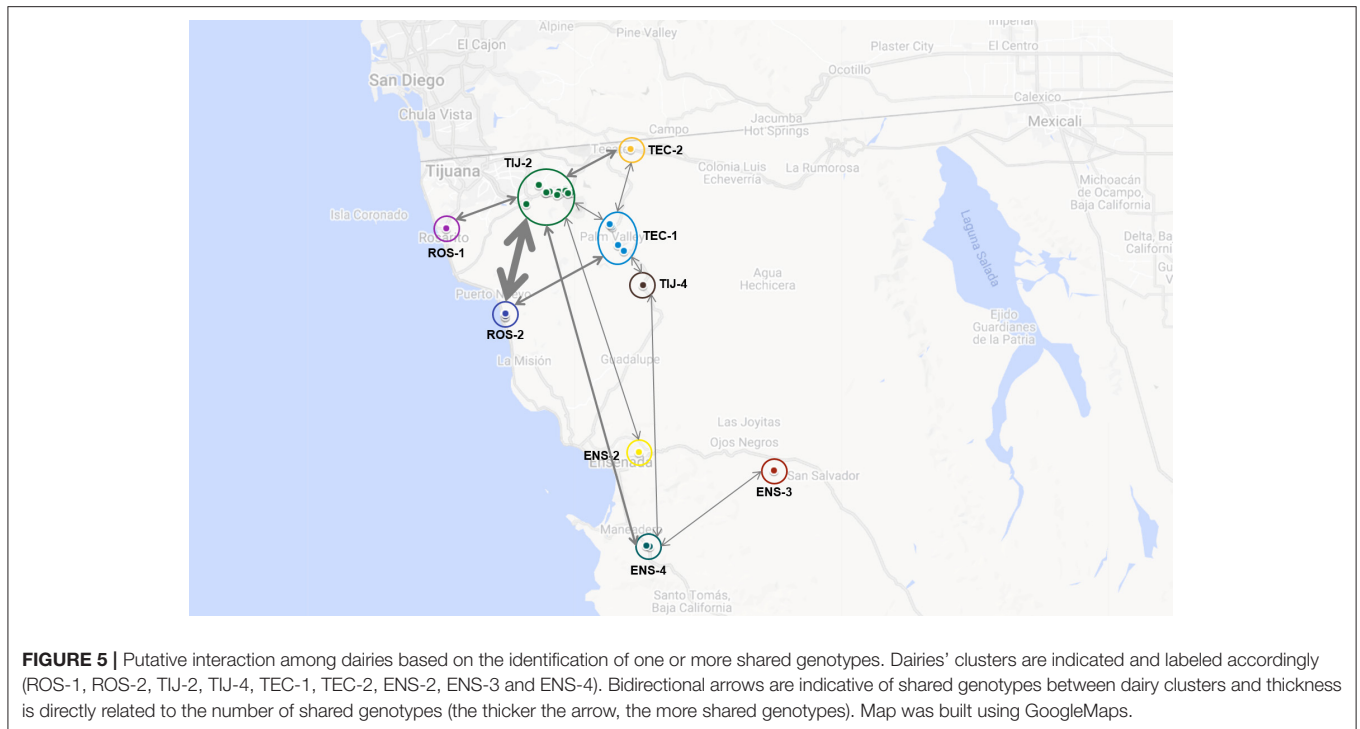 Alpine
Pine Valley
Imperial
El Cajon
Plaster City
El Centro
San Diego
Ocotillo
Chula Vista
Calexico
Jacumba
Hot Springs
Mexicali
Campo
TIJ-2
TEC-2
Tijuana
Colonia Luis
Echeverría
La Rumorosa
Michoacán
de Ocampo,
Baja California
Isla Coronado
Rosarito
ROS-1
Palm Valley
TEC-1
Laguna Salada
Delta, Ba
Californi
Agua
Hechicera
TIJ-4
Puerto Nuevo
ROS-2
Ejido
Guardianes
de la Patria
La Misión
Guadalupe
Las Joyitas
Ojos Negros
ENS-2
Ensenada
San Salvador
ENS-3
Maneadero
ENS-4
Santo Tomás,
Baja California
FIGURE 5 | Putative interaction among dairies based on the identification of one or more shared genotypes. Dairies’ clusters are indicated and labeled accordingly
(ROS-1, ROS-2, TIJ-2, TIJ-4, TEC-1, TEC-2, ENS-2, ENS-3 and ENS-4). Bidirectional arrows are indicative of shared genotypes between dairy clusters and thickness
is directly related to the number of shared genotypes (the thicker the arrow, the more shared genotypes). Map was built using GoogleMaps.